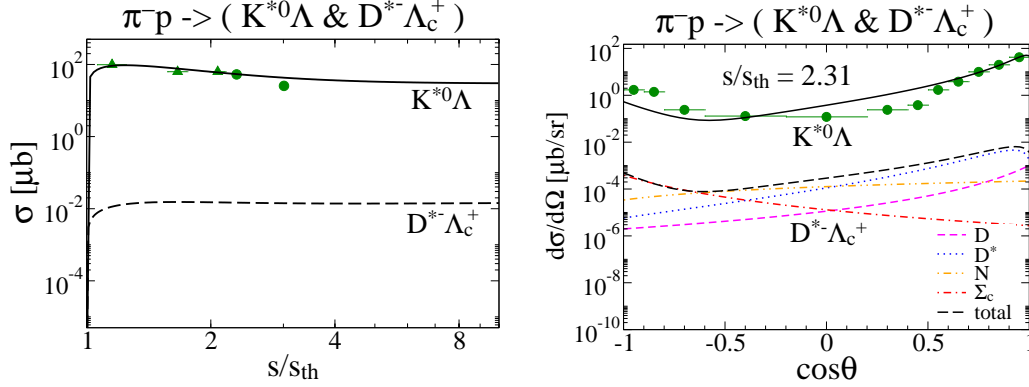 π⁻p -> ( K*⁰Λ & D*⁻Λc⁺ )
σ [μb]
10²
10⁰
10⁻²
10⁻⁴
K*⁰Λ
D*⁻Λc⁺
1
2
4
8
s/sth
π⁻p -> ( K*⁰Λ & D*⁻Λc⁺ )
dσ/dΩ [μb/sr]
10²
10⁰
10⁻²
10⁻⁴
10⁻⁶
10⁻⁸
10⁻¹⁰
s/sth = 2.31
K*⁰Λ
D*⁻Λc⁺
D
D*
N
Σc
total
-1
-0.5
0
0.5
1
cosθ